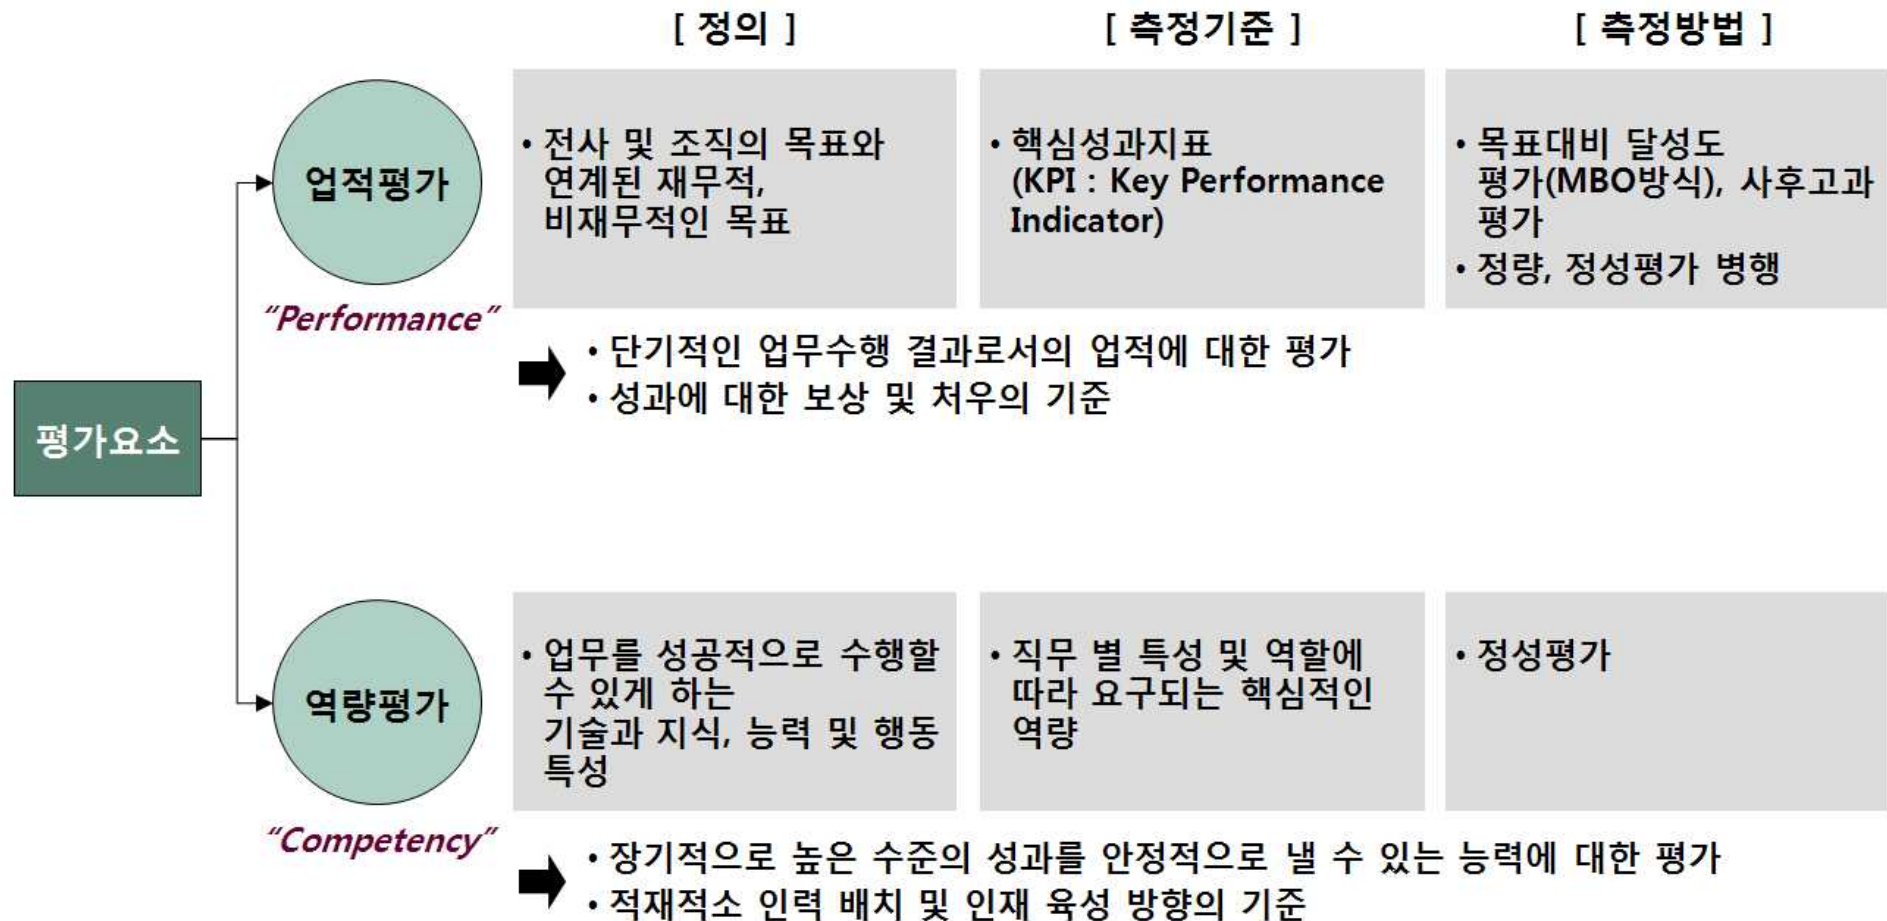 [ 정의 ]
[ 측정기준 ]
[ 측정방법 ]
평가요소
업적평가
"Performance"
• 전사 및 조직의 목표와
연계된 재무적,
비재무적인 목표
• 핵심성과지표
(KPI : Key Performance
Indicator)
• 목표대비 달성도
평가(MBO방식), 사후고과
평가
• 정량, 정성평가 병행
• 단기적인 업무수행 결과로서의 업적에 대한 평가
• 성과에 대한 보상 및 처우의 기준
역량평가
"Competency"
• 업무를 성공적으로 수행할
수 있게 하는
기술과 지식, 능력 및 행동
특성
• 직무 별 특성 및 역할에
따라 요구되는 핵심적인
역량
• 정성평가
• 장기적으로 높은 수준의 성과를 안정적으로 낼 수 있는 능력에 대한 평가
• 적재적소 인력 배치 및 인재 육성 방향의 기준